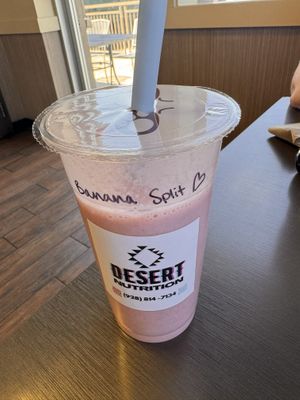 Banana Split ♡
DESERT
NUTRITION
(928) 814-7134